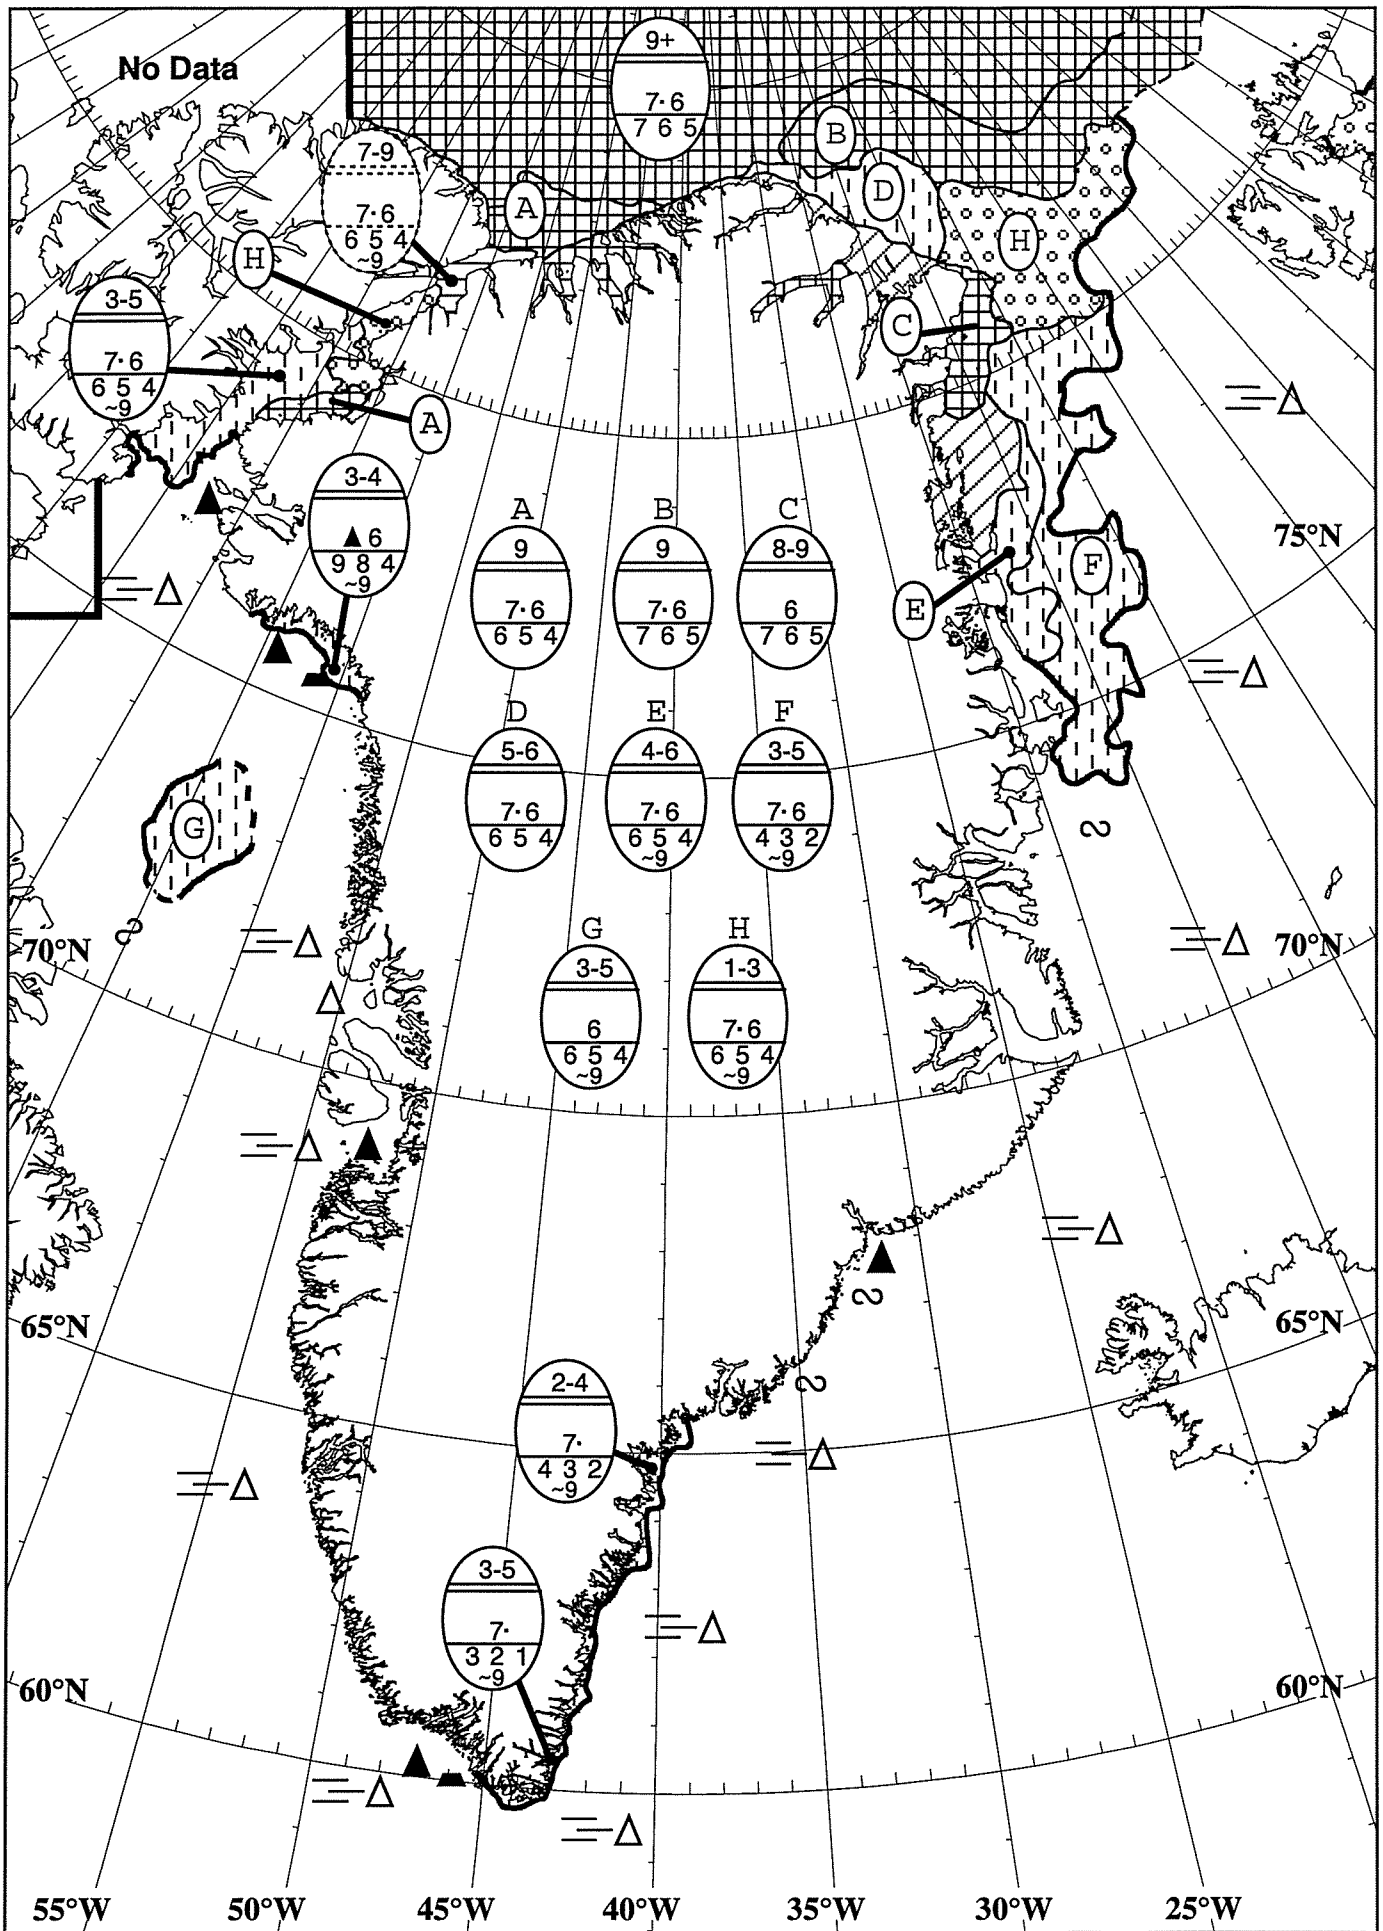 No Data
9+
7· 6
7 6 5
B
7-9
7· 6
6 5 4
~9
D
A
H
H
3-5
7· 6
6 5 4
~9
C
A
3-4
▲ 6
9 8 4
~9
75°N
A
9
7· 6
6 5 4
B
9
7· 6
7 6 5
C
8-9
6
7 6 5
F
E
D
5-6
7· 6
6 5 4
E
4-6
7· 6
6 5 4
~9
F
3-5
7· 6
4 3 2
~9
G
70°N
70°N
G
3-5
6
6 5 4
~9
H
1-3
7· 6
6 5 4
~9
65°N
65°N
2-4
7·
4 3 2
~9
3-5
7·
3 2 1
~9
60°N
60°N
55°W 50°W 45°W 40°W 35°W 30°W 25°W